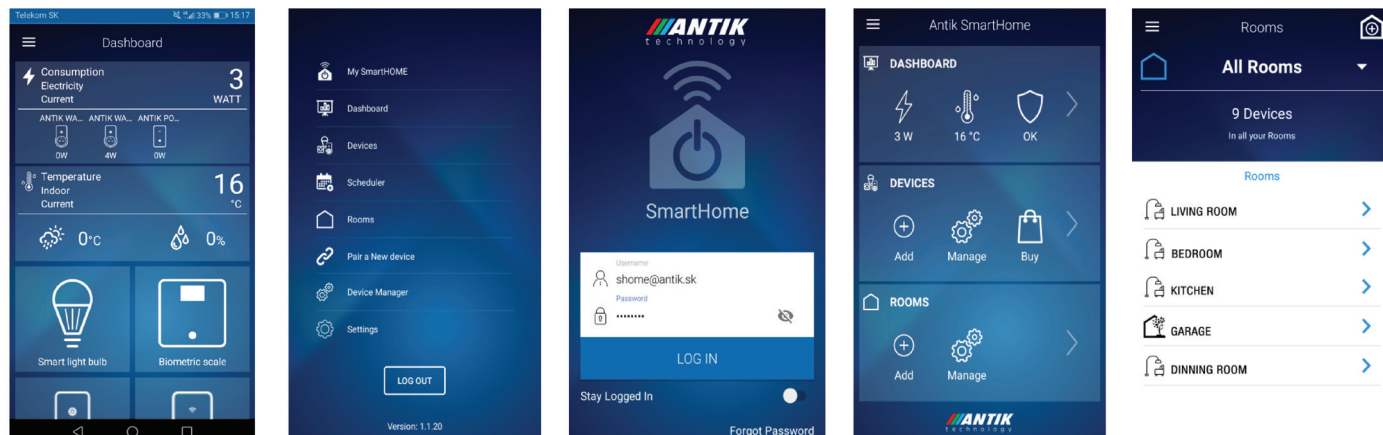 Telekom SK
33%
15.17
Dashboard
Consumption
Electricity
Current
3
WATT
ANTIK WA... ANTIK WA... ANTIK PO...
0W 4W 0W
Temperature
Indoor
Current
16
°C
0°C 0%
Smart light bulb
Biometric scale
My SmartHOME
Dashboard
Devices
Scheduler
Rooms
Pair a New device
Device Manager
Settings
LOG OUT
Version: 1.1.20
ANTIK
technology
SmartHome
Username
shome@antik.sk
Password
••••••••
LOG IN
Stay Logged In
Forgot Password
Antik SmartHome
DASHBOARD
3 W 16 °C OK
DEVICES
Add Manage Buy
ROOMS
Add Manage
ANTIK
technology
Rooms
All Rooms
9 Devices
In all your Rooms
Rooms
LIVING ROOM
BEDROOM
KITCHEN
GARAGE
DINNING ROOM